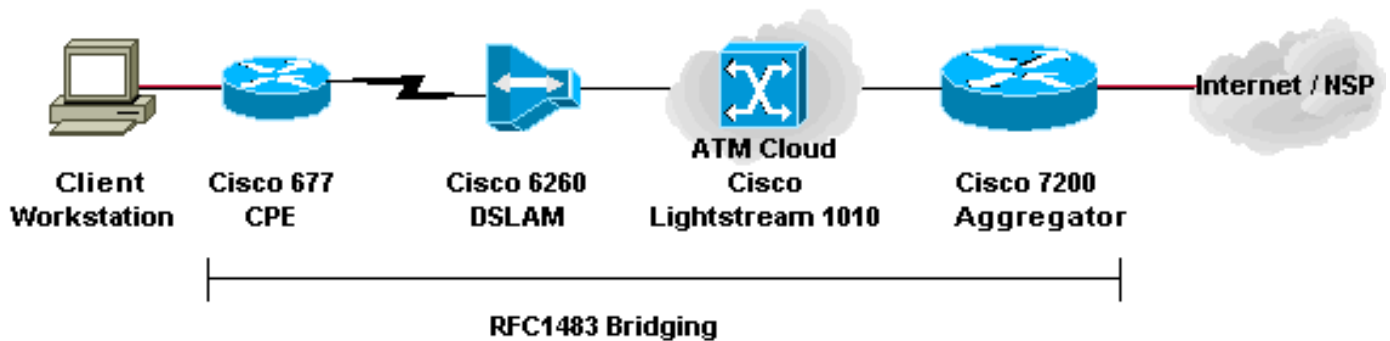 Internet / NSP
ATM Cloud
Client
Workstation
Cisco 677
CPE
Cisco 6260
DSLAM
Cisco
Lightstream 1010
Cisco 7200
Aggregator
RFC1483 Bridging